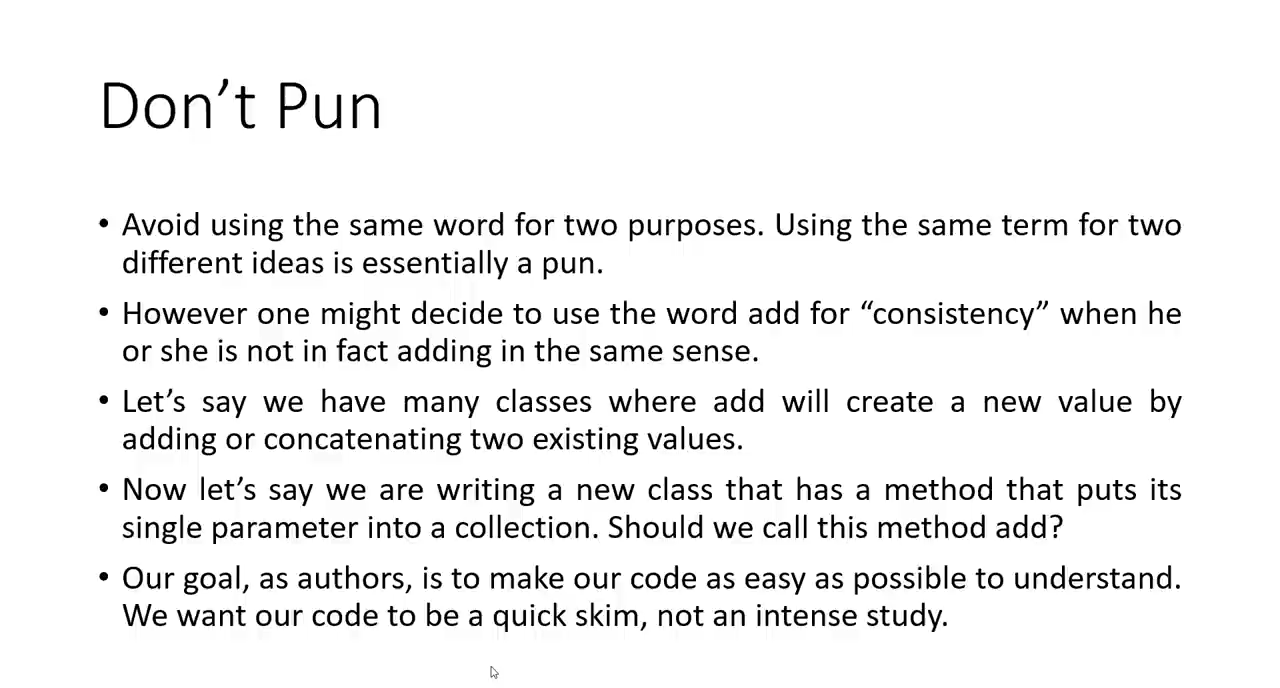 Don’t Pun
• Avoid using the same word for two purposes. Using the same term for two
different ideas is essentially a pun.
• However one might decide to use the word add for “consistency” when he
or she is not in fact adding in the same sense.
• Let’s say we have many classes where add will create a new value by
adding or concatenating two existing values.
• Now let’s say we are writing a new class that has a method that puts its
single parameter into a collection. Should we call this method add?
• Our goal, as authors, is to make our code as easy as possible to understand.
We want our code to be a quick skim, not an intense study.